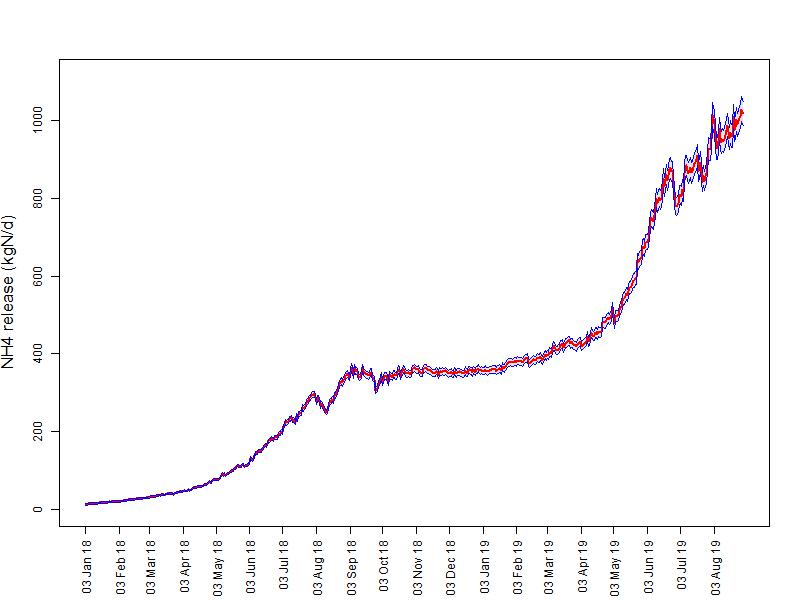 NH4 release (kgN/d)
1000
800
600
400
200
0
03 Jan 18
03 Feb 18
03 Mar 18
03 Apr 18
03 May 18
03 Jun 18
03 Jul 18
03 Aug 18
03 Sep 18
03 Oct 18
03 Nov 18
03 Dec 18
03 Jan 19
03 Feb 19
03 Mar 19
03 Apr 19
03 May 19
03 Jun 19
03 Jul 19
03 Aug 19